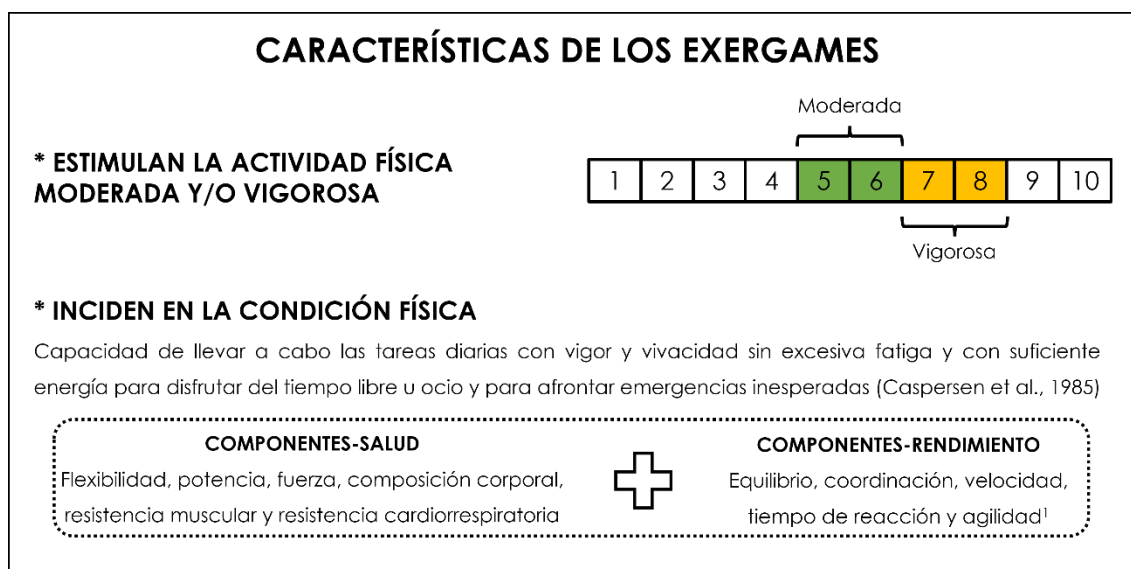 CARACTERÍSTICAS DE LOS EXERGAMES
Moderada
* ESTIMULAN LA ACTIVIDAD FÍSICA
MODERADA Y/O VIGOROSA
1 2 3 4 5 6 7 8 9 10
Vigorosa
* INCIDEN EN LA CONDICIÓN FÍSICA
Capacidad de llevar a cabo las tareas diarias con vigor y vivacidad sin excesiva fatiga y con suficiente
energía para disfrutar del tiempo libre u ocio y para afrontar emergencias inesperadas (Caspersen et al., 1985)
COMPONENTES-SALUD
Flexibilidad, potencia, fuerza, composición corporal,
resistencia muscular y resistencia cardiorrespiratoria
COMPONENTES-RENDIMIENTO
Equilibrio, coordinación, velocidad,
tiempo de reacción y agilidad¹